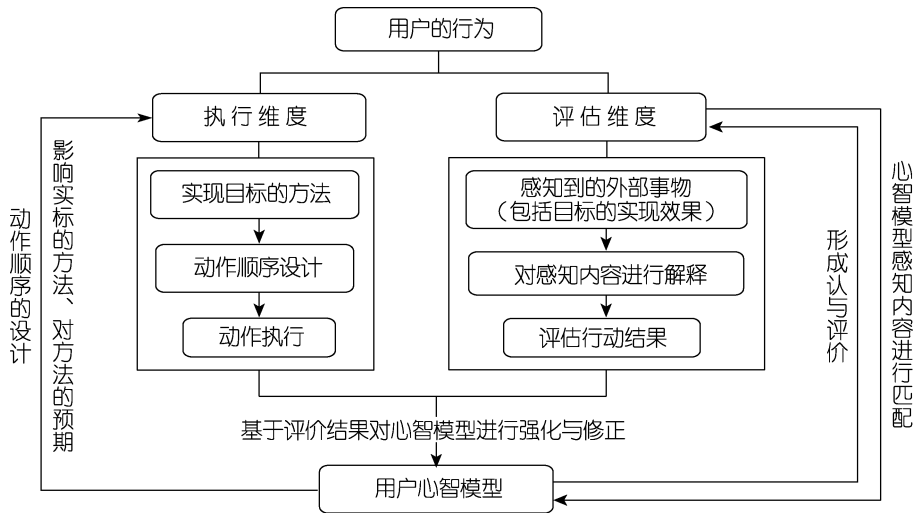 用户的行为
执行维度
评估维度
实现目标的方法
动作顺序设计
动作执行
感知到的外部事物
（包括目标的实现效果）
对感知内容进行解释
评估行动结果
影响实标的方法、对方法的预期
动作顺序的设计
形成认与评价
心智模型感知内容进行匹配
基于评价结果对心智模型进行强化与修正
用户心智模型